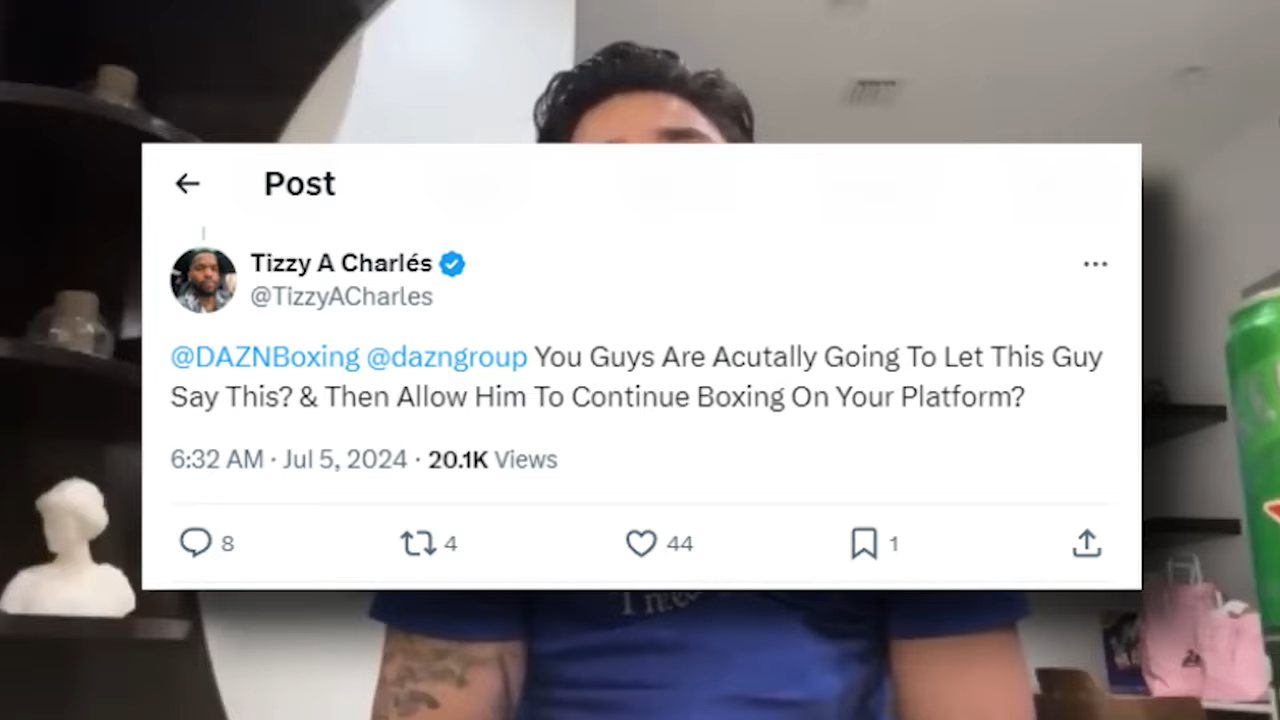 Post
Tizzy A Charlés
@TizzyACharles
@DAZNBoxing @dazngroup You Guys Are Acutally Going To Let This Guy
Say This? & Then Allow Him To Continue Boxing On Your Platform?
6:32 AM · Jul 5, 2024 · 20.1K Views
8 4 44 1